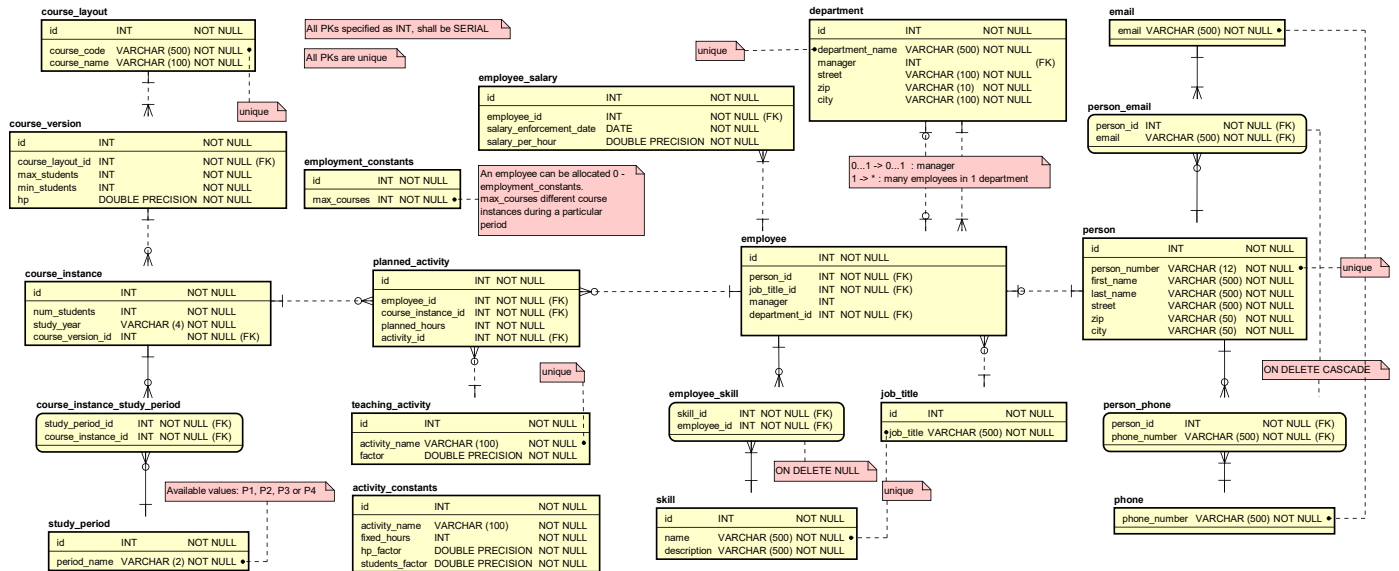 course_layout
id INT NOT NULL
course_code VARCHAR (500) NOT NULL
course_name VARCHAR (100) NOT NULL
unique
All PKs specified as INT, shall be SERIAL
All PKs are unique
department
id INT NOT NULL
department_name VARCHAR (500) NOT NULL
manager INT (FK)
street VARCHAR (100) NOT NULL
zip VARCHAR (10) NOT NULL
city VARCHAR (100) NOT NULL
unique
email
email VARCHAR (500) NOT NULL
employee_salary
id INT NOT NULL
employee_id INT NOT NULL (FK)
salary_enforcement_date DATE NOT NULL
salary_per_hour DOUBLE PRECISION NOT NULL
person_email
person_id INT NOT NULL (FK)
email VARCHAR (500) NOT NULL (FK)
course_version
id INT NOT NULL
course_layout_id INT NOT NULL (FK)
max_students INT NOT NULL
min_students INT NOT NULL
hp DOUBLE PRECISION NOT NULL
employment_constants
id INT NOT NULL
max_courses INT NOT NULL
An employee can be allocated 0 -
employment_constants.
max_courses different course
instances during a particular
period
0...1 -> 0...1 : manager
1 -> * : many employees in 1 department
employee
id INT NOT NULL
person_id INT NOT NULL (FK)
job_title_id INT NOT NULL (FK)
manager INT
department_id INT NOT NULL (FK)
person
id INT NOT NULL
person_number VARCHAR (12) NOT NULL
first_name VARCHAR (500) NOT NULL
last_name VARCHAR (500) NOT NULL
street VARCHAR (500) NOT NULL
zip VARCHAR (50) NOT NULL
city VARCHAR (50) NOT NULL
unique
course_instance
id INT NOT NULL
num_students INT NOT NULL
study_year VARCHAR (4) NOT NULL
course_version_id INT NOT NULL (FK)
planned_activity
id INT NOT NULL
employee_id INT NOT NULL (FK)
course_instance_id INT NOT NULL (FK)
planned_hours INT NOT NULL
activity_id INT NOT NULL (FK)
unique
ON DELETE CASCADE
course_instance_study_period
study_period_id INT NOT NULL (FK)
course_instance_id INT NOT NULL (FK)
teaching_activity
id INT NOT NULL
activity_name VARCHAR (100) NOT NULL
factor DOUBLE PRECISION NOT NULL
employee_skill
skill_id INT NOT NULL (FK)
employee_id INT NOT NULL (FK)
ON DELETE NULL
job_title
id INT NOT NULL
job_title VARCHAR (500) NOT NULL
unique
person_phone
person_id INT NOT NULL (FK)
phone_number VARCHAR (500) NOT NULL (FK)
Available values: P1, P2, P3 or P4
study_period
id INT NOT NULL
period_name VARCHAR (2) NOT NULL
activity_constants
id INT NOT NULL
activity_name VARCHAR (100) NOT NULL
fixed_hours INT NOT NULL
hp_factor DOUBLE PRECISION NOT NULL
students_factor DOUBLE PRECISION NOT NULL
skill
id INT NOT NULL
name VARCHAR (500) NOT NULL
description VARCHAR (500) NOT NULL
phone
phone_number VARCHAR (500) NOT NULL